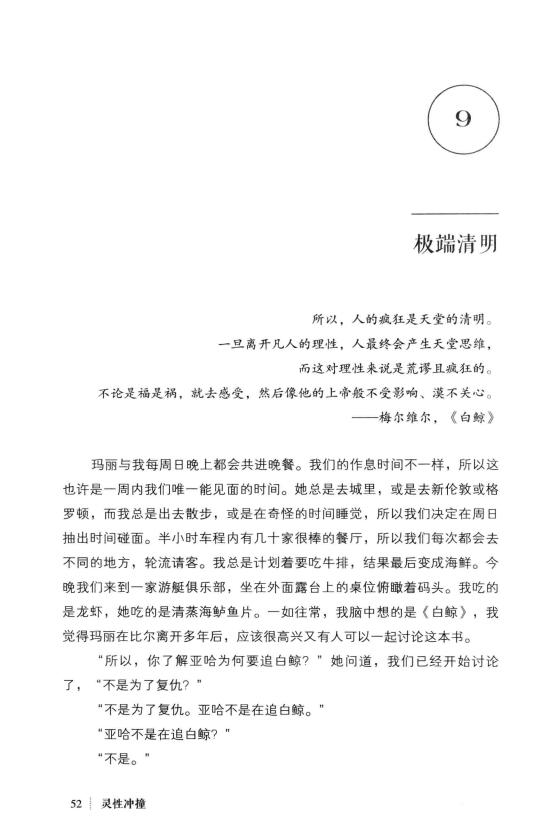 9
极端清明
所以，人的疯狂是天堂的清明。
一旦离开凡人的理性，人最终会产生天堂思维，
而这对理性来说是荒谬且疯狂的。
不论是福是祸，就去感受，然后像他的上帝般不受影响、漠不关心。
——梅尔维尔，《白鲸》
玛丽与我每周日晚上都会共进晚餐。我们的作息时间不一样，所以这
也许是一周内我们唯一能见面的时间。她总是去城里，或是去新伦敦或格
罗顿，而我总是出去散步，或是在奇怪的时间睡觉，所以我们决定在周日
抽出时间碰面。半小时车程内有几十家很棒的餐厅，所以我们每次都会去
不同的地方，轮流请客。我总是计划着要吃牛排，结果最后变成海鲜。今
晚我们来到一家游艇俱乐部，坐在外面露台上的桌位俯瞰着码头。我吃的
是龙虾，她吃的是清蒸海鲈鱼片。一如往常，我脑中想的是《白鲸》，我
觉得玛丽在比尔离开多年后，应该很高兴又有人可以一起讨论这本书。
“所以，你了解亚哈为何要追白鲸？”她问道，我们已经开始讨论
了，“不是为了复仇？”
“不是为了复仇。亚哈不是在追白鲸。”
“亚哈不是在追白鲸？”
“不是。”
52 灵性冲撞